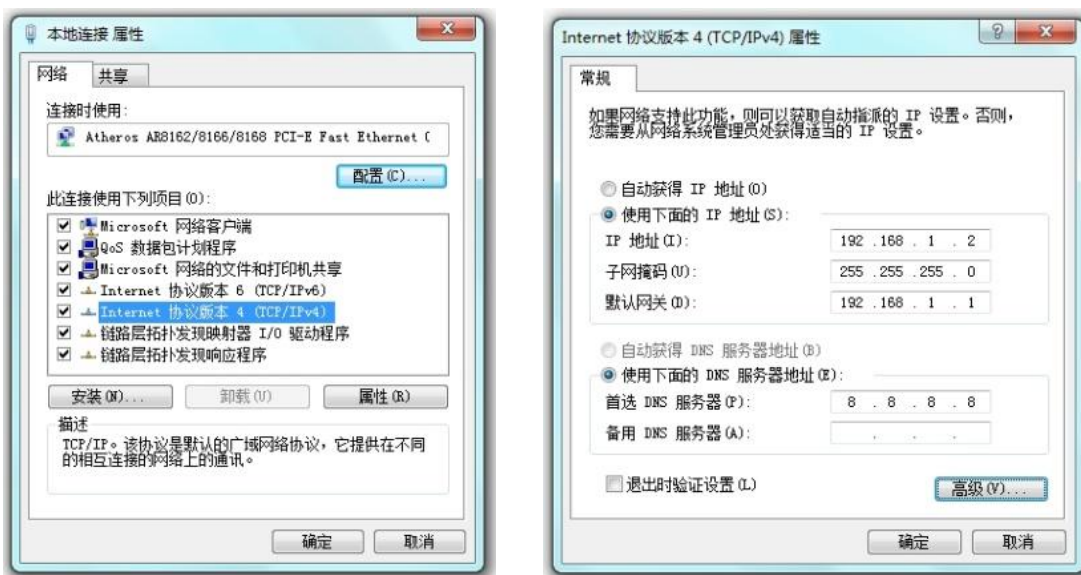 本地连接 属性
网络
共享
连接时使用:
Atheros AR8162/8166/8168 PCI-E Fast Ethernet (
配置(C)...
此连接使用下列项目(O):
Microsoft 网络客户端
QoS 数据包计划程序
Microsoft 网络的文件和打印机共享
Internet 协议版本 6 (TCP/IPv6)
Internet 协议版本 4 (TCP/IPv4)
链路层拓扑发现映射器 I/O 驱动程序
链路层拓扑发现响应程序
安装(N)...
卸载(U)
属性(R)
描述
TCP/IP。该协议是默认的广域网络协议，它提供在不同
的相互连接的网络上的通讯。
确定
取消
Internet 协议版本 4 (TCP/IPv4) 属性
常规
如果网络支持此功能，则可以获取自动指派的 IP 设置。否则，
您需要从网络系统管理员处获得适当的 IP 设置。
自动获得 IP 地址(O)
使用下面的 IP 地址(S):
IP 地址(I):
192 .168 . 1 . 2
子网掩码(U):
255 .255 .255 . 0
默认网关(D):
192 .168 . 1 . 1
自动获得 DNS 服务器地址(B)
使用下面的 DNS 服务器地址(E):
首选 DNS 服务器(P):
8 . 8 . 8 . 8
备用 DNS 服务器(A):
. . .
退出时验证设置(L)
高级(V)...
确定
取消